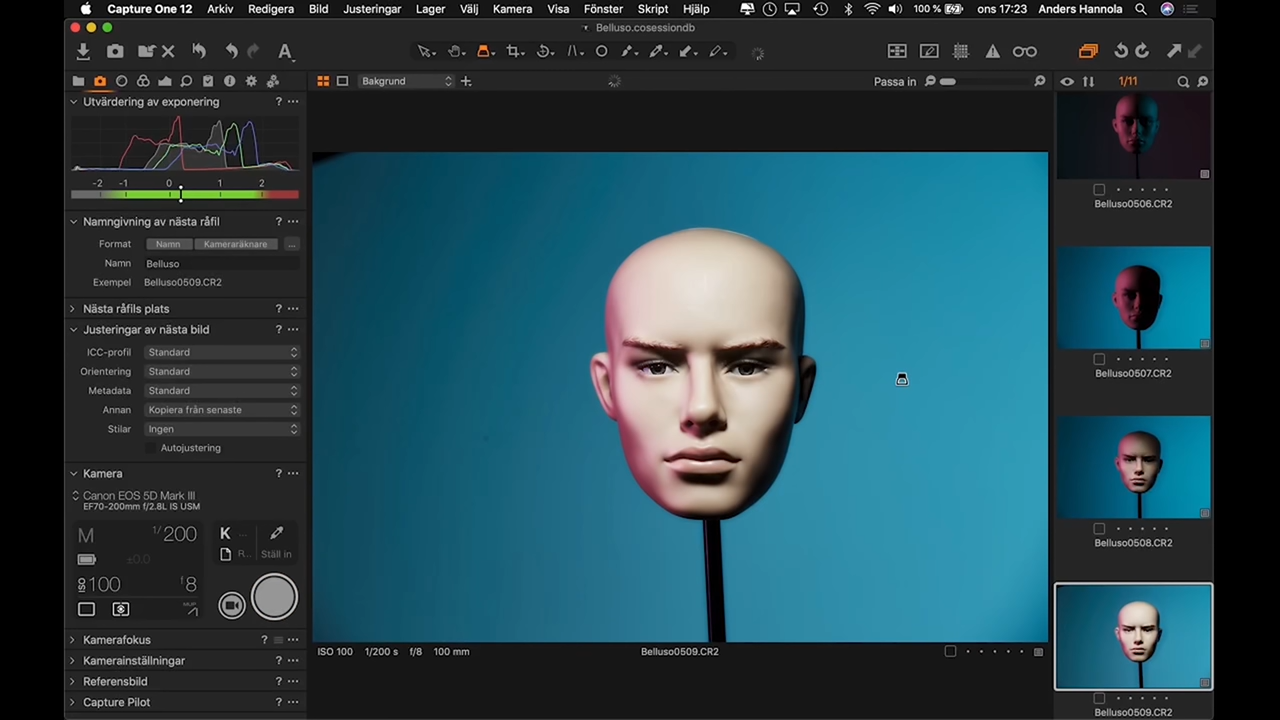 Capture One 12 Arkiv Redigera Bild Justeringar Lager Välj Kamera Visa Fönster Skript Hjälp 100 % ons 17:23 Anders Hannola
Belluso.cosessiondb
A
Bakgrund
Passa in
1/11
Utvärdering av exponering ? ...
-2 -1 0 1 2
Namngivning av nästa råfil ? ...
Format Namn Kameraräknare ...
Namn Belluso
Exempel Belluso0509.CR2
Nästa råfils plats ? ...
Justeringar av nästa bild ? ...
ICC-profil Standard
Orientering Standard
Metadata Standard
Annan Kopiera från senaste
Stilar Ingen
Autojustering
Kamera ? ...
Canon EOS 5D Mark III
EF70-200mm f/2.8L IS USM
M 1/200 K ...
±0.0 R... Ställ in
ISO 100 f8
MUP
Kamerafokus ? ...
Kamerainställningar ? ...
Referensbild ? ...
Capture Pilot ? ...
ISO 100 1/200 s f/8 100 mm
Belluso0509.CR2
Belluso0506.CR2
Belluso0507.CR2
Belluso0508.CR2
Belluso0509.CR2